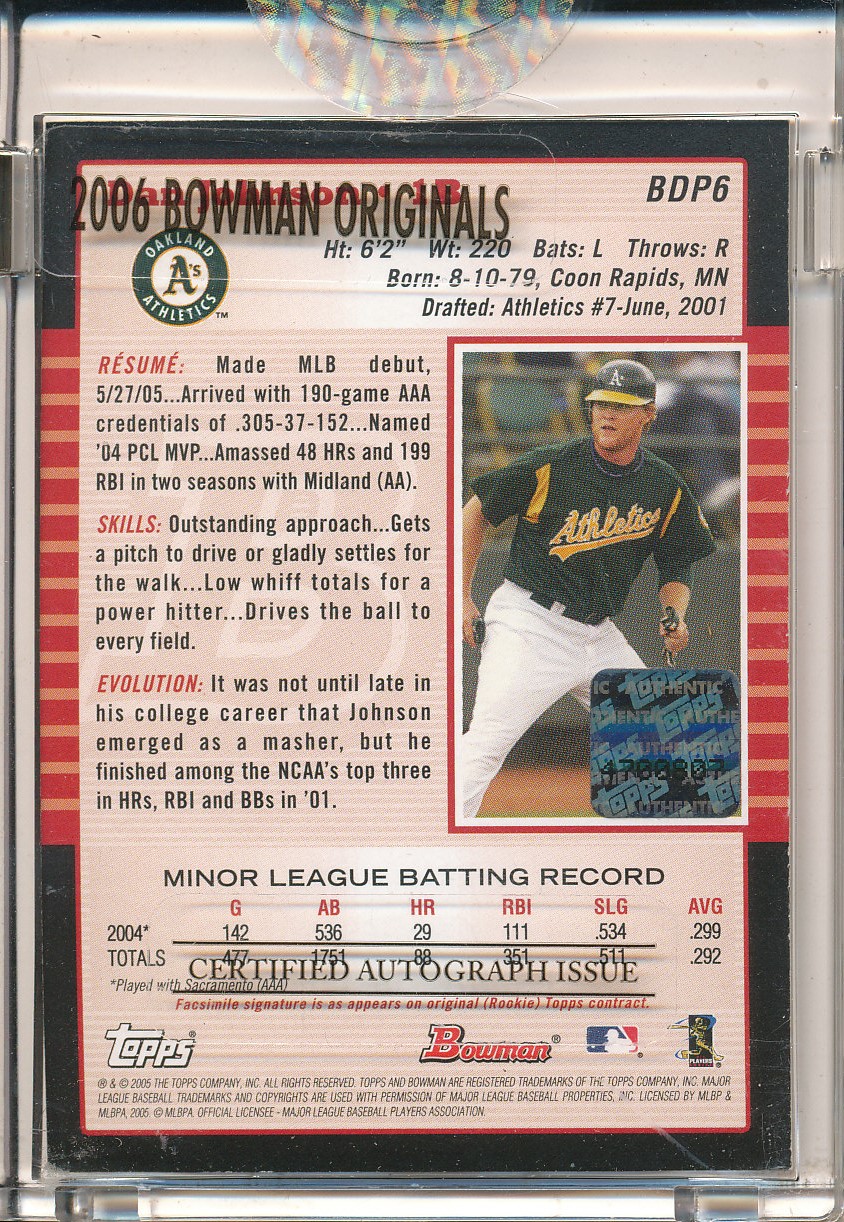 2006 BOWMAN ORIGINALS
Dan Johnson • 1B
BDP6
OAKLAND
A's
ATHLETICS
TM
Ht: 6'2" Wt: 220 Bats: L Throws: R
Born: 8-10-79, Coon Rapids, MN
Drafted: Athletics #7-June, 2001
RÉSUMÉ: Made MLB debut,
5/27/05...Arrived with 190-game AAA
credentials of .305-37-152...Named
'04 PCL MVP...Amassed 48 HRs and 199
RBI in two seasons with Midland (AA).
SKILLS: Outstanding approach...Gets
a pitch to drive or gladly settles for
the walk...Low whiff totals for a
power hitter...Drives the ball to
every field.
EVOLUTION: It was not until late in
his college career that Johnson
emerged as a masher, but he
finished among the NCAA's top three
in HRs, RBI and BBs in '01.
A's
Athletics
TOPPS AUTHENTIC
MINOR LEAGUE BATTING RECORD
G AB HR RBI SLG AVG
2004* 142 536 29 111 .534 .299
TOTALS 477 1751 88 351 .511 .292
CERTIFIED AUTOGRAPH ISSUE
*Played with Sacramento (AAA)
Facsimile signature is as appears on original (Rookie) Topps contract.
Topps® Bowman® ® PLAYERS ®
® & © 2005 THE TOPPS COMPANY, INC. ALL RIGHTS RESERVED. TOPPS AND BOWMAN ARE REGISTERED TRADEMARKS OF THE TOPPS COMPANY, INC. MAJOR
LEAGUE BASEBALL TRADEMARKS AND COPYRIGHTS ARE USED WITH PERMISSION OF MAJOR LEAGUE BASEBALL PROPERTIES, INC. LICENSED BY MLBP &
MLBPA, 2005. © MLBPA. OFFICIAL LICENSEE - MAJOR LEAGUE BASEBALL PLAYERS ASSOCIATION.